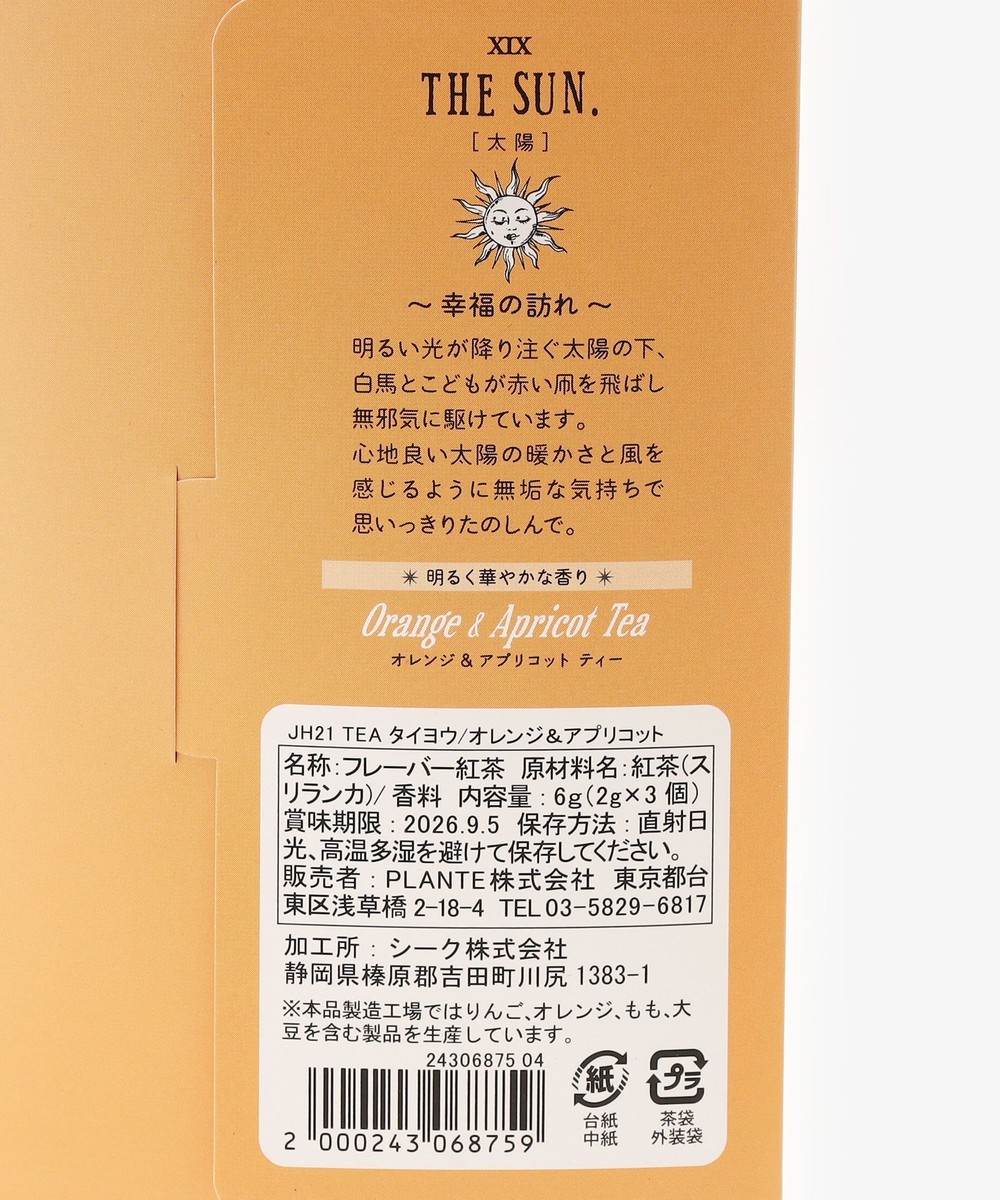 XIX
THE SUN.
[太陽]
〜 幸福の訪れ 〜
明るい光が降り注ぐ太陽の下、
白馬とこどもが赤い凧を飛ばし
無邪気に駆けています。
心地良い太陽の暖かさと風を
感じるように無垢な気持ちで
思いっきりたのしんで。
明るく華やかな香り
Orange & Apricot Tea
オレンジ & アプリコット ティー
JH21 TEA タイヨウ/オレンジ&アプリコット
名称：フレーバー紅茶 原材料名：紅茶(ス
リランカ)/香料 内容量：6g(2g×3個)
賞味期限：2026.9.5 保存方法：直射日
光、高温多湿を避けて保存してください。
販売者：PLANTE株式会社 東京都台
東区浅草橋2-18-4 TEL03-5829-6817
加工所：シーク株式会社
静岡県榛原郡吉田町川尻1383-1
※本品製造工場ではりんご、オレンジ、もも、大
豆を含む製品を生産しています。
24306875 04
2 000243 068759
紙
台紙
中紙
プラ
茶袋
外装袋